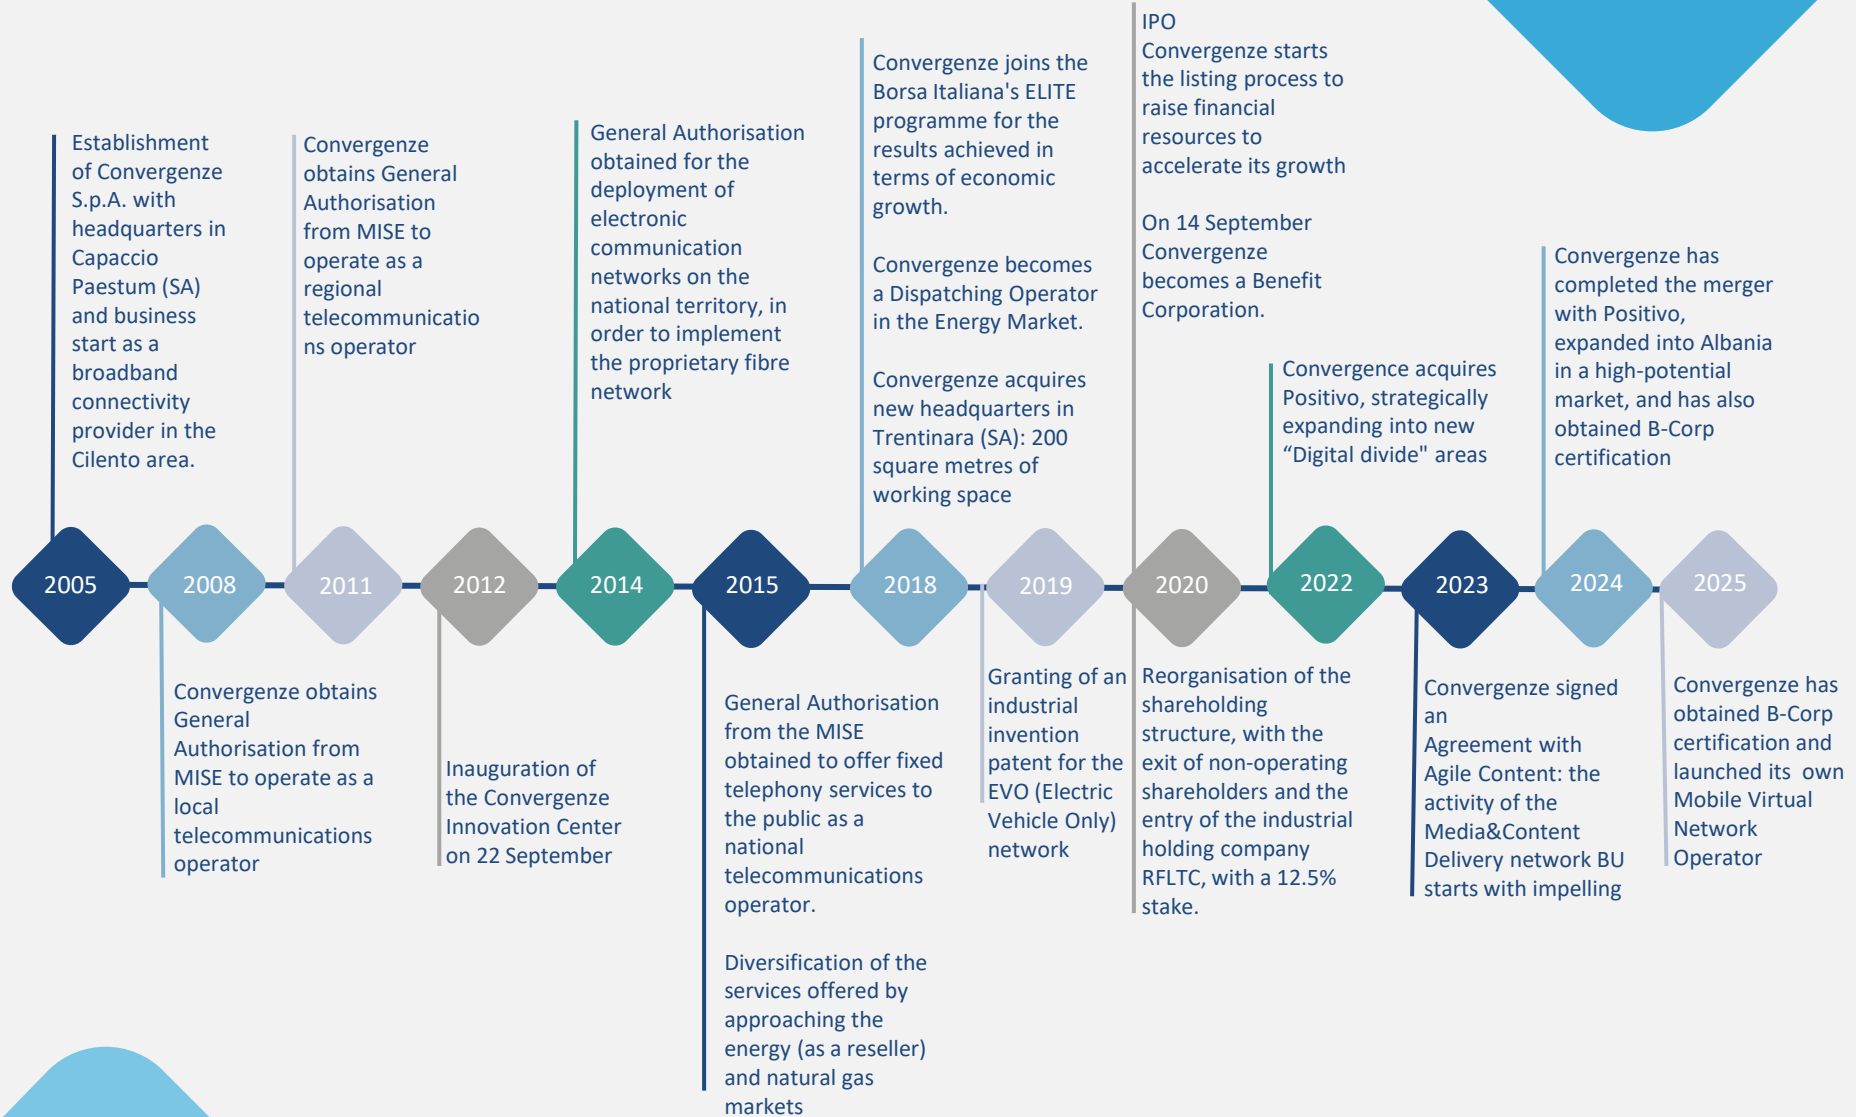 2005
Establishment
of Convergenze
S.p.A. with
headquarters in
Capaccio
Paestum (SA)
and business
start as a
broadband
connectivity
provider in the
Cilento area.
2008
Convergenze obtains
General
Authorisation from
MISE to operate as a
local
telecommunications
operator
2011
Convergenze
obtains General
Authorisation
from MISE to
operate as a
regional
telecommunicatio
ns operator
2012
Inauguration of
the Convergenze
Innovation Center
on 22 September
2014
General Authorisation
obtained for the
deployment of
electronic
communication
networks on the
national territory, in
order to implement
the proprietary fibre
network
2015
General Authorisation
from the MISE
obtained to offer fixed
telephony services to
the public as a
national
telecommunications
operator.
Diversification of the
services offered by
approaching the
energy (as a reseller)
and natural gas
markets
2018
Convergenze joins the
Borsa Italiana's ELITE
programme for the
results achieved in
terms of economic
growth.
Convergenze becomes
a Dispatching Operator
in the Energy Market.
Convergenze acquires
new headquarters in
Trentinara (SA): 200
square metres of
working space
2019
Granting of an
industrial
invention
patent for the
EVO (Electric
Vehicle Only)
network
2020
IPO
Convergenze starts
the listing process to
raise financial
resources to
accelerate its growth
On 14 September
Convergenze
becomes a Benefit
Corporation.
Reorganisation of the
shareholding
structure, with the
exit of non-operating
shareholders and the
entry of the industrial
holding company
RFLTC, with a 12.5%
stake.
2022
Convergence acquires
Positivo, strategically
expanding into new
“Digital divide" areas
2023
Convergenze signed
an
Agreement with
Agile Content: the
activity of the
Media&Content
Delivery network BU
starts with impelling
2024
Convergenze has
completed the merger
with Positivo,
expanded into Albania
in a high-potential
market, and has also
obtained B-Corp
certification
2025
Convergenze has
obtained B-Corp
certification and
launched its  own
Mobile Virtual
Network
Operator